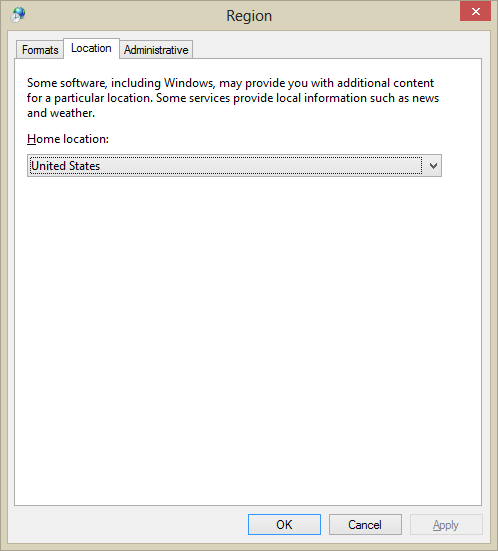 Region
Formats
Location
Administrative
Some software, including Windows, may provide you with additional content
for a particular location. Some services provide local information such as news
and weather.
Home location:
United States
OK
Cancel
Apply